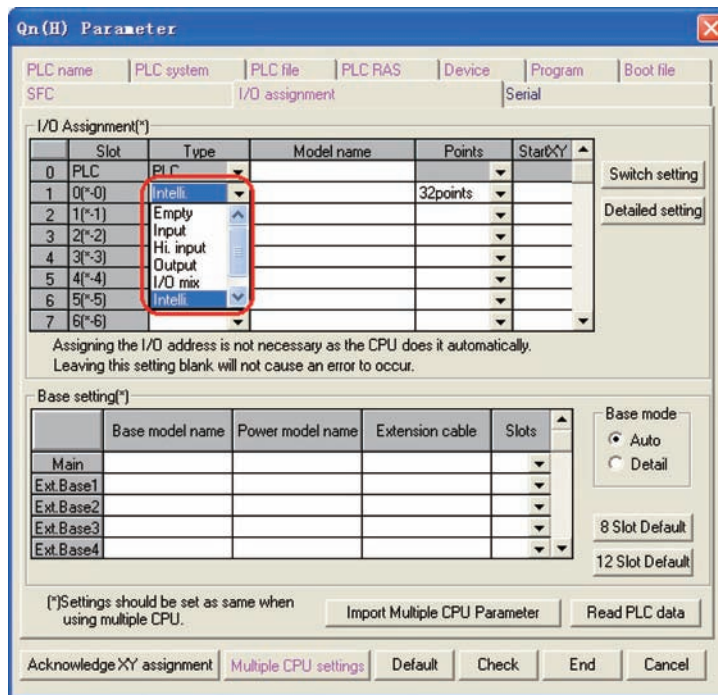 Qn(H) Parameter
PLC name PLC system PLC file PLC RAS Device Program Boot file
SFC I/O assignment Serial
I/O Assignment(*)
Slot Type Model name Points StartXY
0 PLC PLC
1 0(*-0) Intelli. 32points
2 1(*-1) Empty
3 2(*-2) Input
4 3(*-3) Hi. input
Output
5 4(*-4) I/O mix
6 5(*-5) Intelli.
7 6(*-6)
Switch setting
Detailed setting
Assigning the I/O address is not necessary as the CPU does it automatically.
Leaving this setting blank will not cause an error to occur.
Base setting(*)
Base model name Power model name Extension cable Slots
Main
Ext.Base1
Ext.Base2
Ext.Base3
Ext.Base4
Base mode
Auto
Detail
8 Slot Default
12 Slot Default
(*)Settings should be set as same when
using multiple CPU.
Import Multiple CPU Parameter Read PLC data
Acknowledge XY assignment Multiple CPU settings Default Check End Cancel